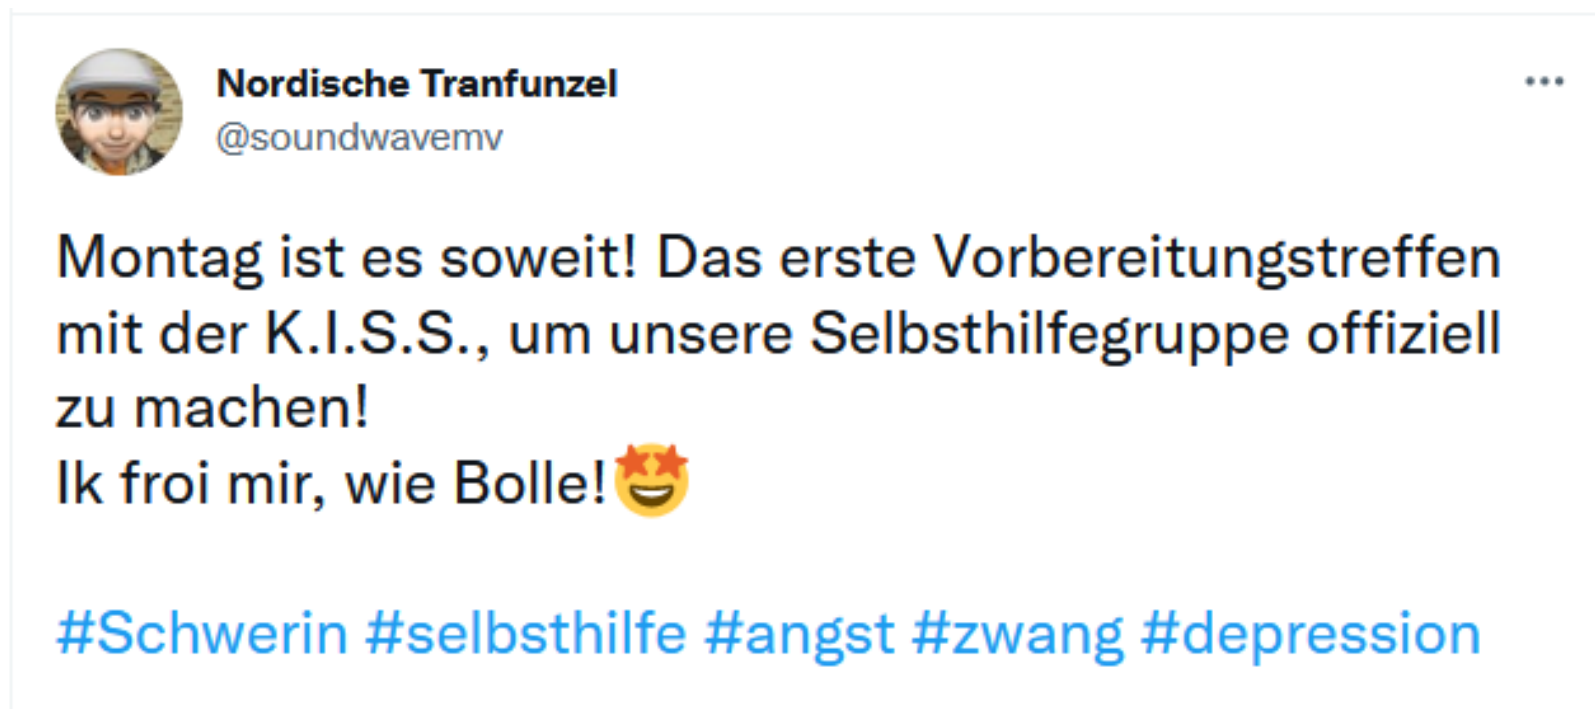 Nordische Tranfunzel
@soundwavemv
Montag ist es soweit! Das erste Vorbereitungstreffen
mit der K.I.S.S., um unsere Selbsthilfegruppe offiziell
zu machen!
Ik froi mir, wie Bolle!🤩
#Schwerin #selbsthilfe #angst #zwang #depression